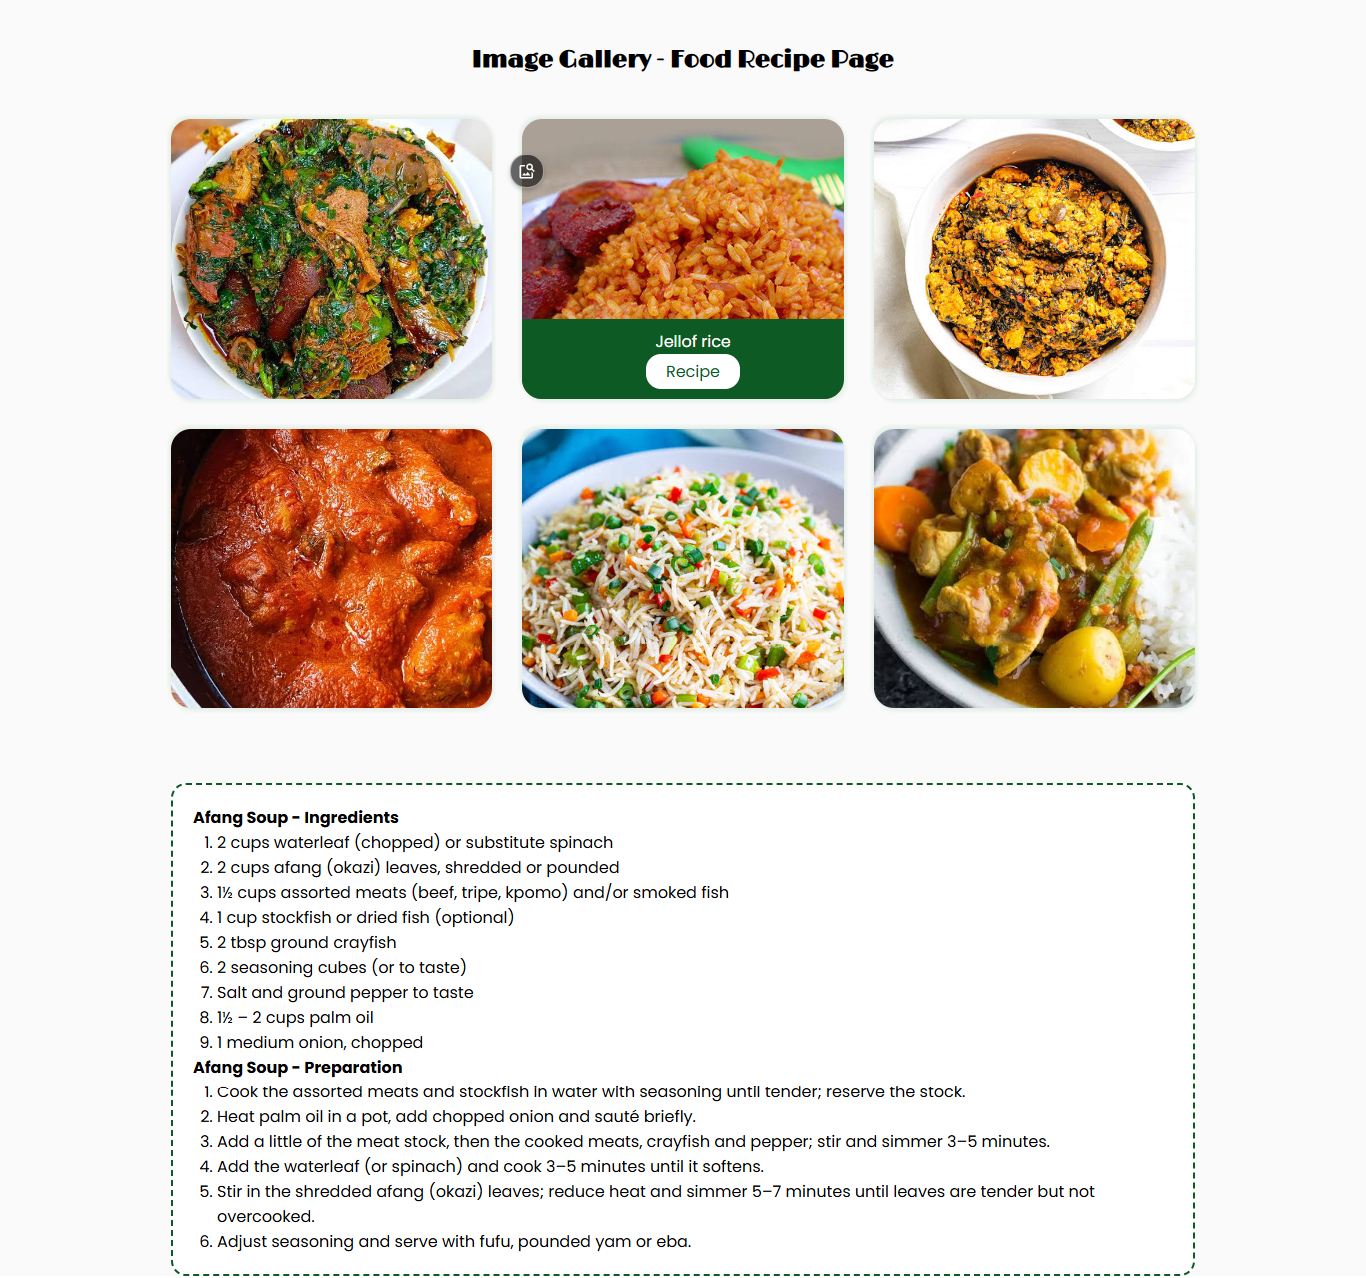 Image Gallery - Food Recipe Page
Jellof rice
Recipe
Afang Soup - Ingredients
1. 2 cups waterleaf (chopped) or substitute spinach
2. 2 cups afang (okazi) leaves, shredded or pounded
3. 1½ cups assorted meats (beef, tripe, kpomo) and/or smoked fish
4. 1 cup stockfish or dried fish (optional)
5. 2 tbsp ground crayfish
6. 2 seasoning cubes (or to taste)
7. Salt and ground pepper to taste
8. 1½ – 2 cups palm oil
9. 1 medium onion, chopped
Afang Soup - Preparation
1. Cook the assorted meats and stockfish in water with seasoning until tender; reserve the stock.
2. Heat palm oil in a pot, add chopped onion and sauté briefly.
3. Add a little of the meat stock, then the cooked meats, crayfish and pepper; stir and simmer 3–5 minutes.
4. Add the waterleaf (or spinach) and cook 3–5 minutes until it softens.
5. Stir in the shredded afang (okazi) leaves; reduce heat and simmer 5–7 minutes until leaves are tender but not
overcooked.
6. Adjust seasoning and serve with fufu, pounded yam or eba.